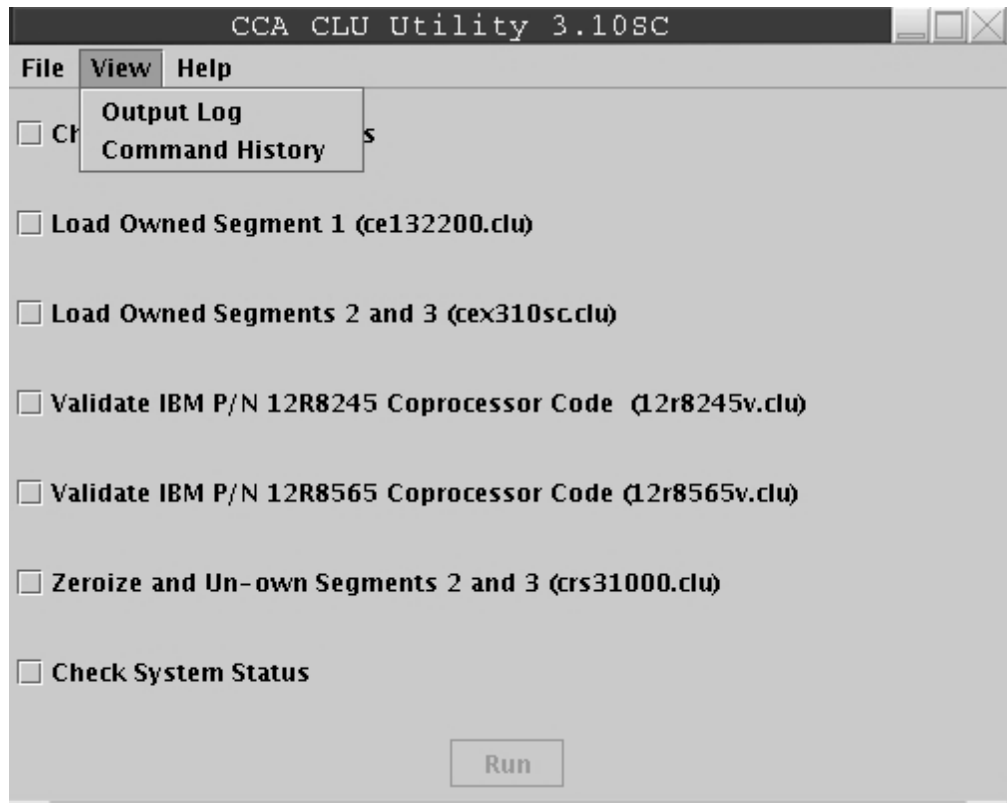 CCA CLU Utility 3.10SC
File View Help
Output Log
Command History
Load Owned Segment 1 (ce132200.clu)
Load Owned Segments 2 and 3 (cex310sc.clu)
Validate IBM P/N 12R8245 Coprocessor Code (12r8245v.clu)
Validate IBM P/N 12R8565 Coprocessor Code (12r8565v.clu)
Zeroize and Un-own Segments 2 and 3 (crs31000.clu)
Check System Status
Run